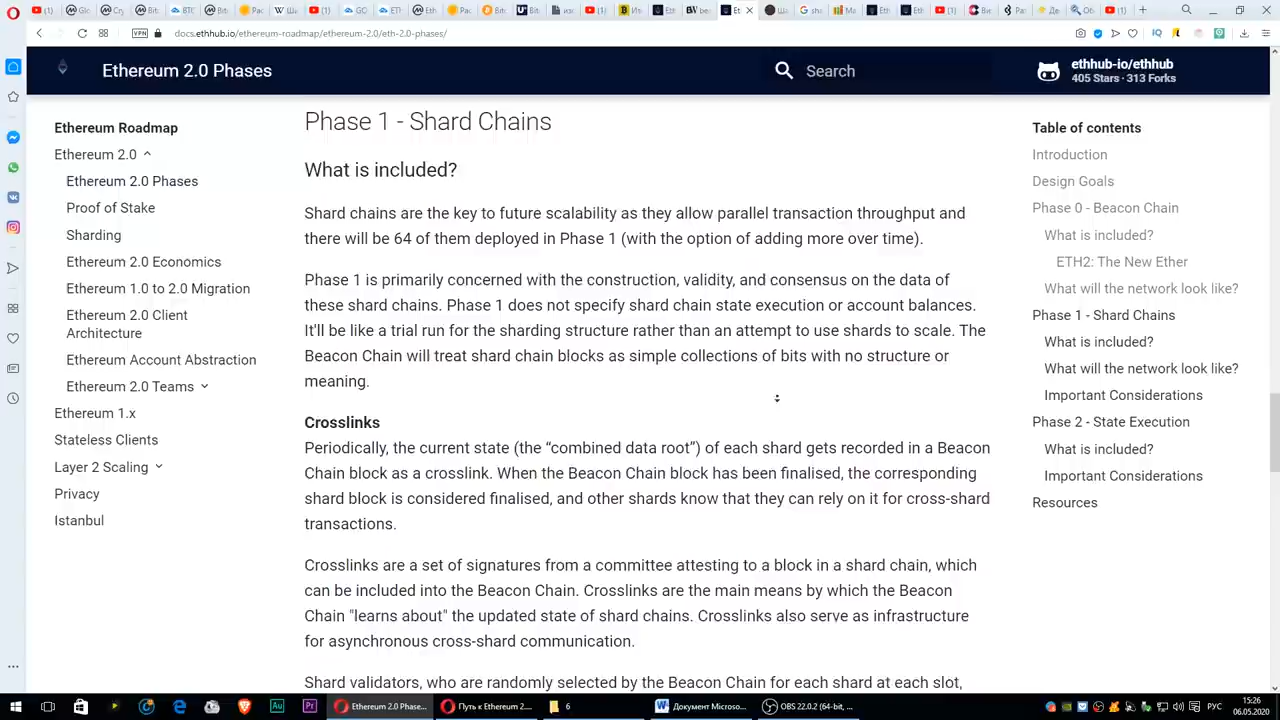 docs.ethhub.io/ethereum-roadmap/ethereum-2.0/eth-2.0-phases/
VPN
Ethereum 2.0 Phases
Search
ethhub-io/ethhub
405 Stars · 313 Forks
Ethereum Roadmap
Ethereum 2.0
Ethereum 2.0 Phases
Proof of Stake
Sharding
Ethereum 2.0 Economics
Ethereum 1.0 to 2.0 Migration
Ethereum 2.0 Client
Architecture
Ethereum Account Abstraction
Ethereum 2.0 Teams
Ethereum 1.x
Stateless Clients
Layer 2 Scaling
Privacy
Istanbul
Phase 1 - Shard Chains
What is included?
Shard chains are the key to future scalability as they allow parallel transaction throughput and
there will be 64 of them deployed in Phase 1 (with the option of adding more over time).
Phase 1 is primarily concerned with the construction, validity, and consensus on the data of
these shard chains. Phase 1 does not specify shard chain state execution or account balances.
It'll be like a trial run for the sharding structure rather than an attempt to use shards to scale. The
Beacon Chain will treat shard chain blocks as simple collections of bits with no structure or
meaning.
Crosslinks
Periodically, the current state (the “combined data root”) of each shard gets recorded in a Beacon
Chain block as a crosslink. When the Beacon Chain block has been finalised, the corresponding
shard block is considered finalised, and other shards know that they can rely on it for cross-shard
transactions.
Crosslinks are a set of signatures from a committee attesting to a block in a shard chain, which
can be included into the Beacon Chain. Crosslinks are the main means by which the Beacon
Chain "learns about" the updated state of shard chains. Crosslinks also serve as infrastructure
for asynchronous cross-shard communication.
Shard validators, who are randomly selected by the Beacon Chain for each shard at each slot,
Table of contents
Introduction
Design Goals
Phase 0 - Beacon Chain
What is included?
ETH2: The New Ether
What will the network look like?
Phase 1 - Shard Chains
What is included?
What will the network look like?
Important Considerations
Phase 2 - State Execution
What is included?
Important Considerations
Resources
Ethereum 2.0 Phase...
Путь к Ethereum 2.0...
6
Документ Microso...
OBS 22.0.2 (64-bit, ...
РУС
15:26
06.05.2020